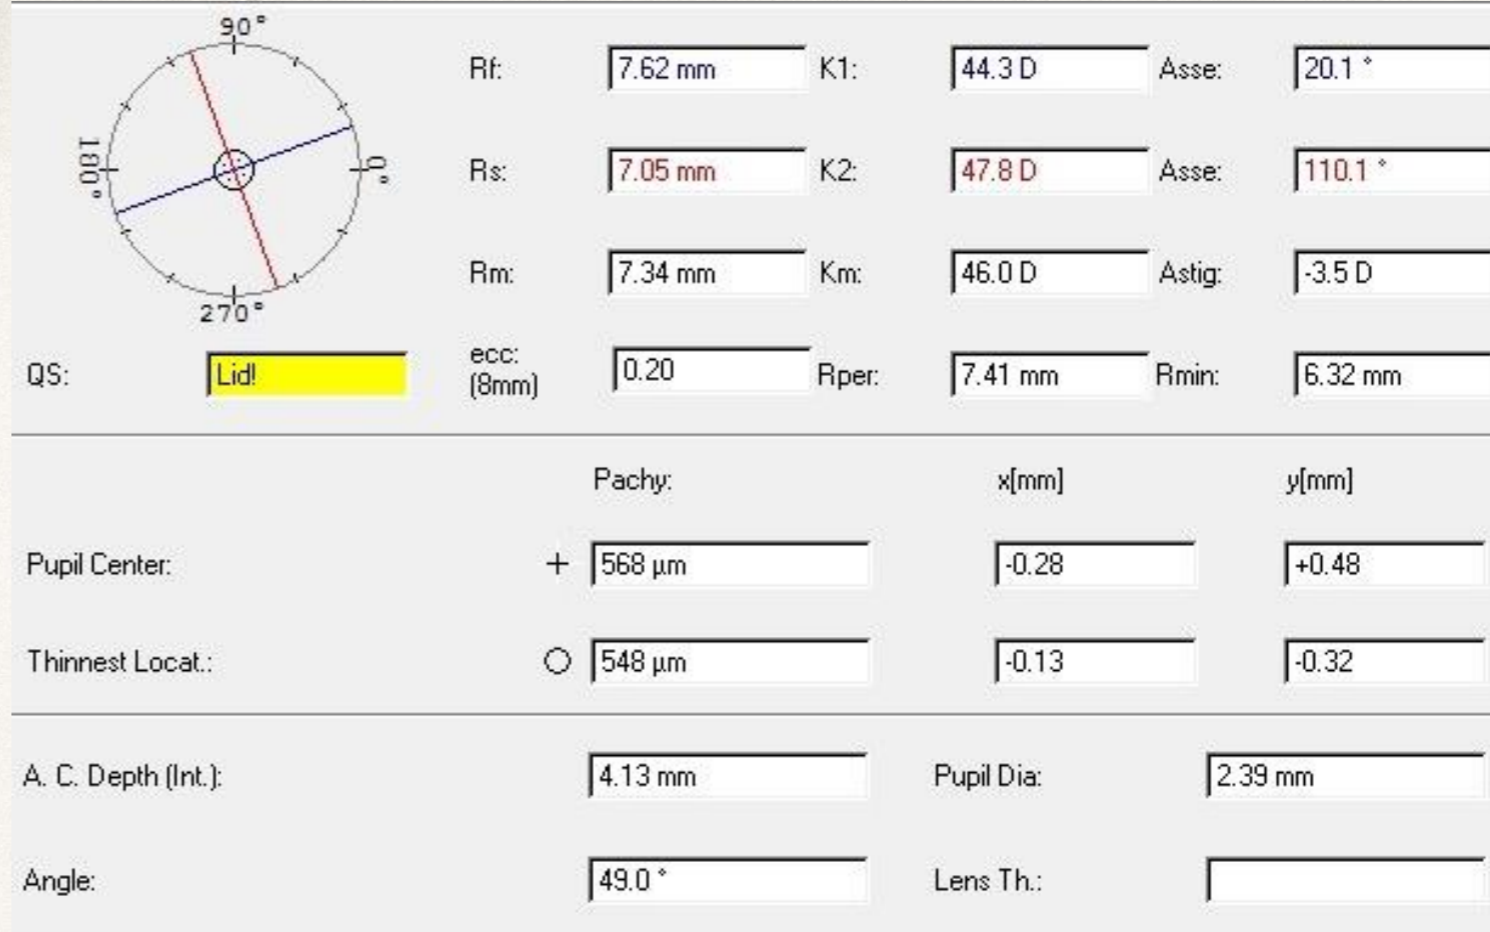 90°
180°
0°
270°
Rf: 7.62 mm K1: 44.3 D Asse: 20.1 °
Rs: 7.05 mm K2: 47.8 D Asse: 110.1 °
Rm: 7.34 mm Km: 46.0 D Astig: -3.5 D
QS: Lid! ecc: (8mm) 0.20 Rper: 7.41 mm Rmin: 6.32 mm
Pachy: x[mm] y[mm]
Pupil Center: + 568 µm -0.28 +0.48
Thinnest Locat.: 548 µm -0.13 -0.32
A. C. Depth (Int.): 4.13 mm Pupil Dia: 2.39 mm
Angle: 49.0 ° Lens Th.: